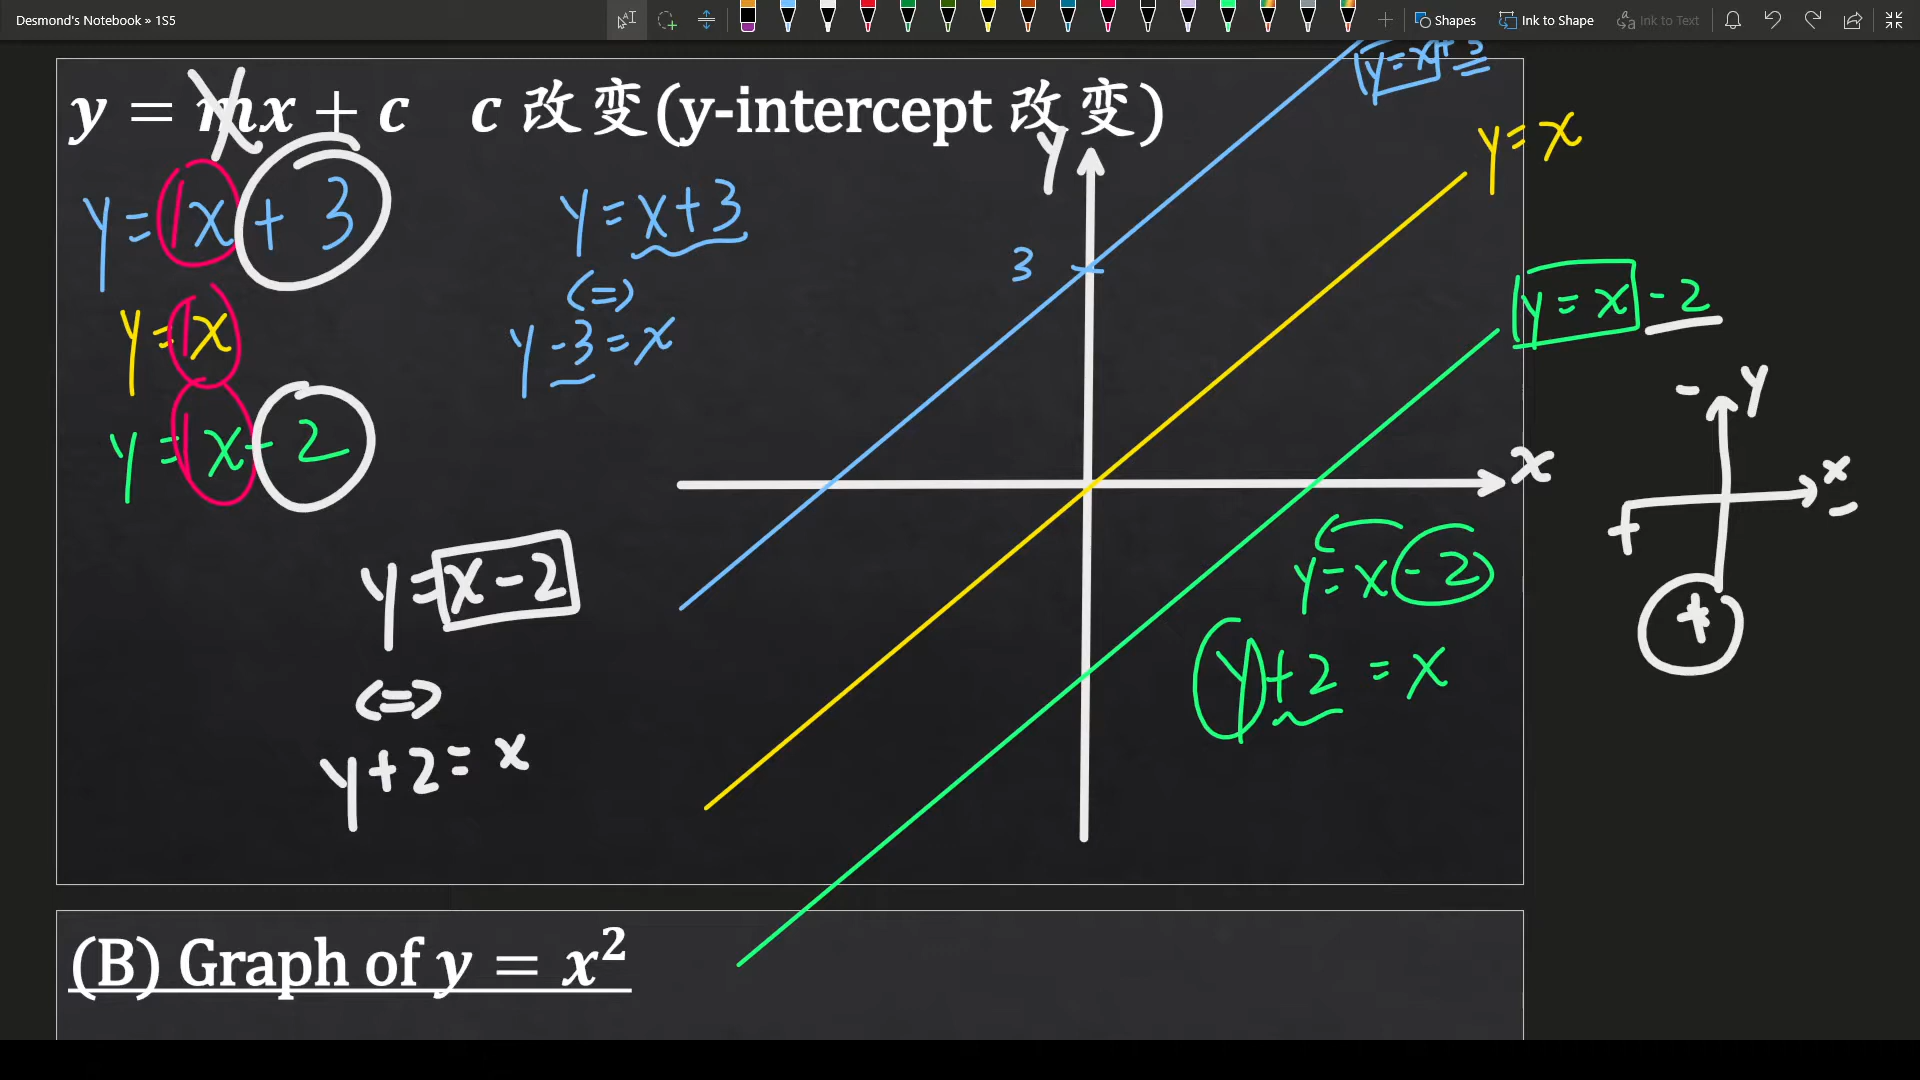 Desmond's Notebook » 1S5
Shapes
Ink to Shape
Ink to Text
y = mx + c c 改变(y-intercept 改变)
y = 1x + 3
y = 1x
y = 1x - 2
y = x + 3
<=>
y - 3 = x
y = x - 2
<=>
y + 2 = x
y
3
x
y = x + 3
y = x
y = x - 2
y = x - 2
y + 2 = x
- y
x
-
+
+
(B) Graph of y = x²